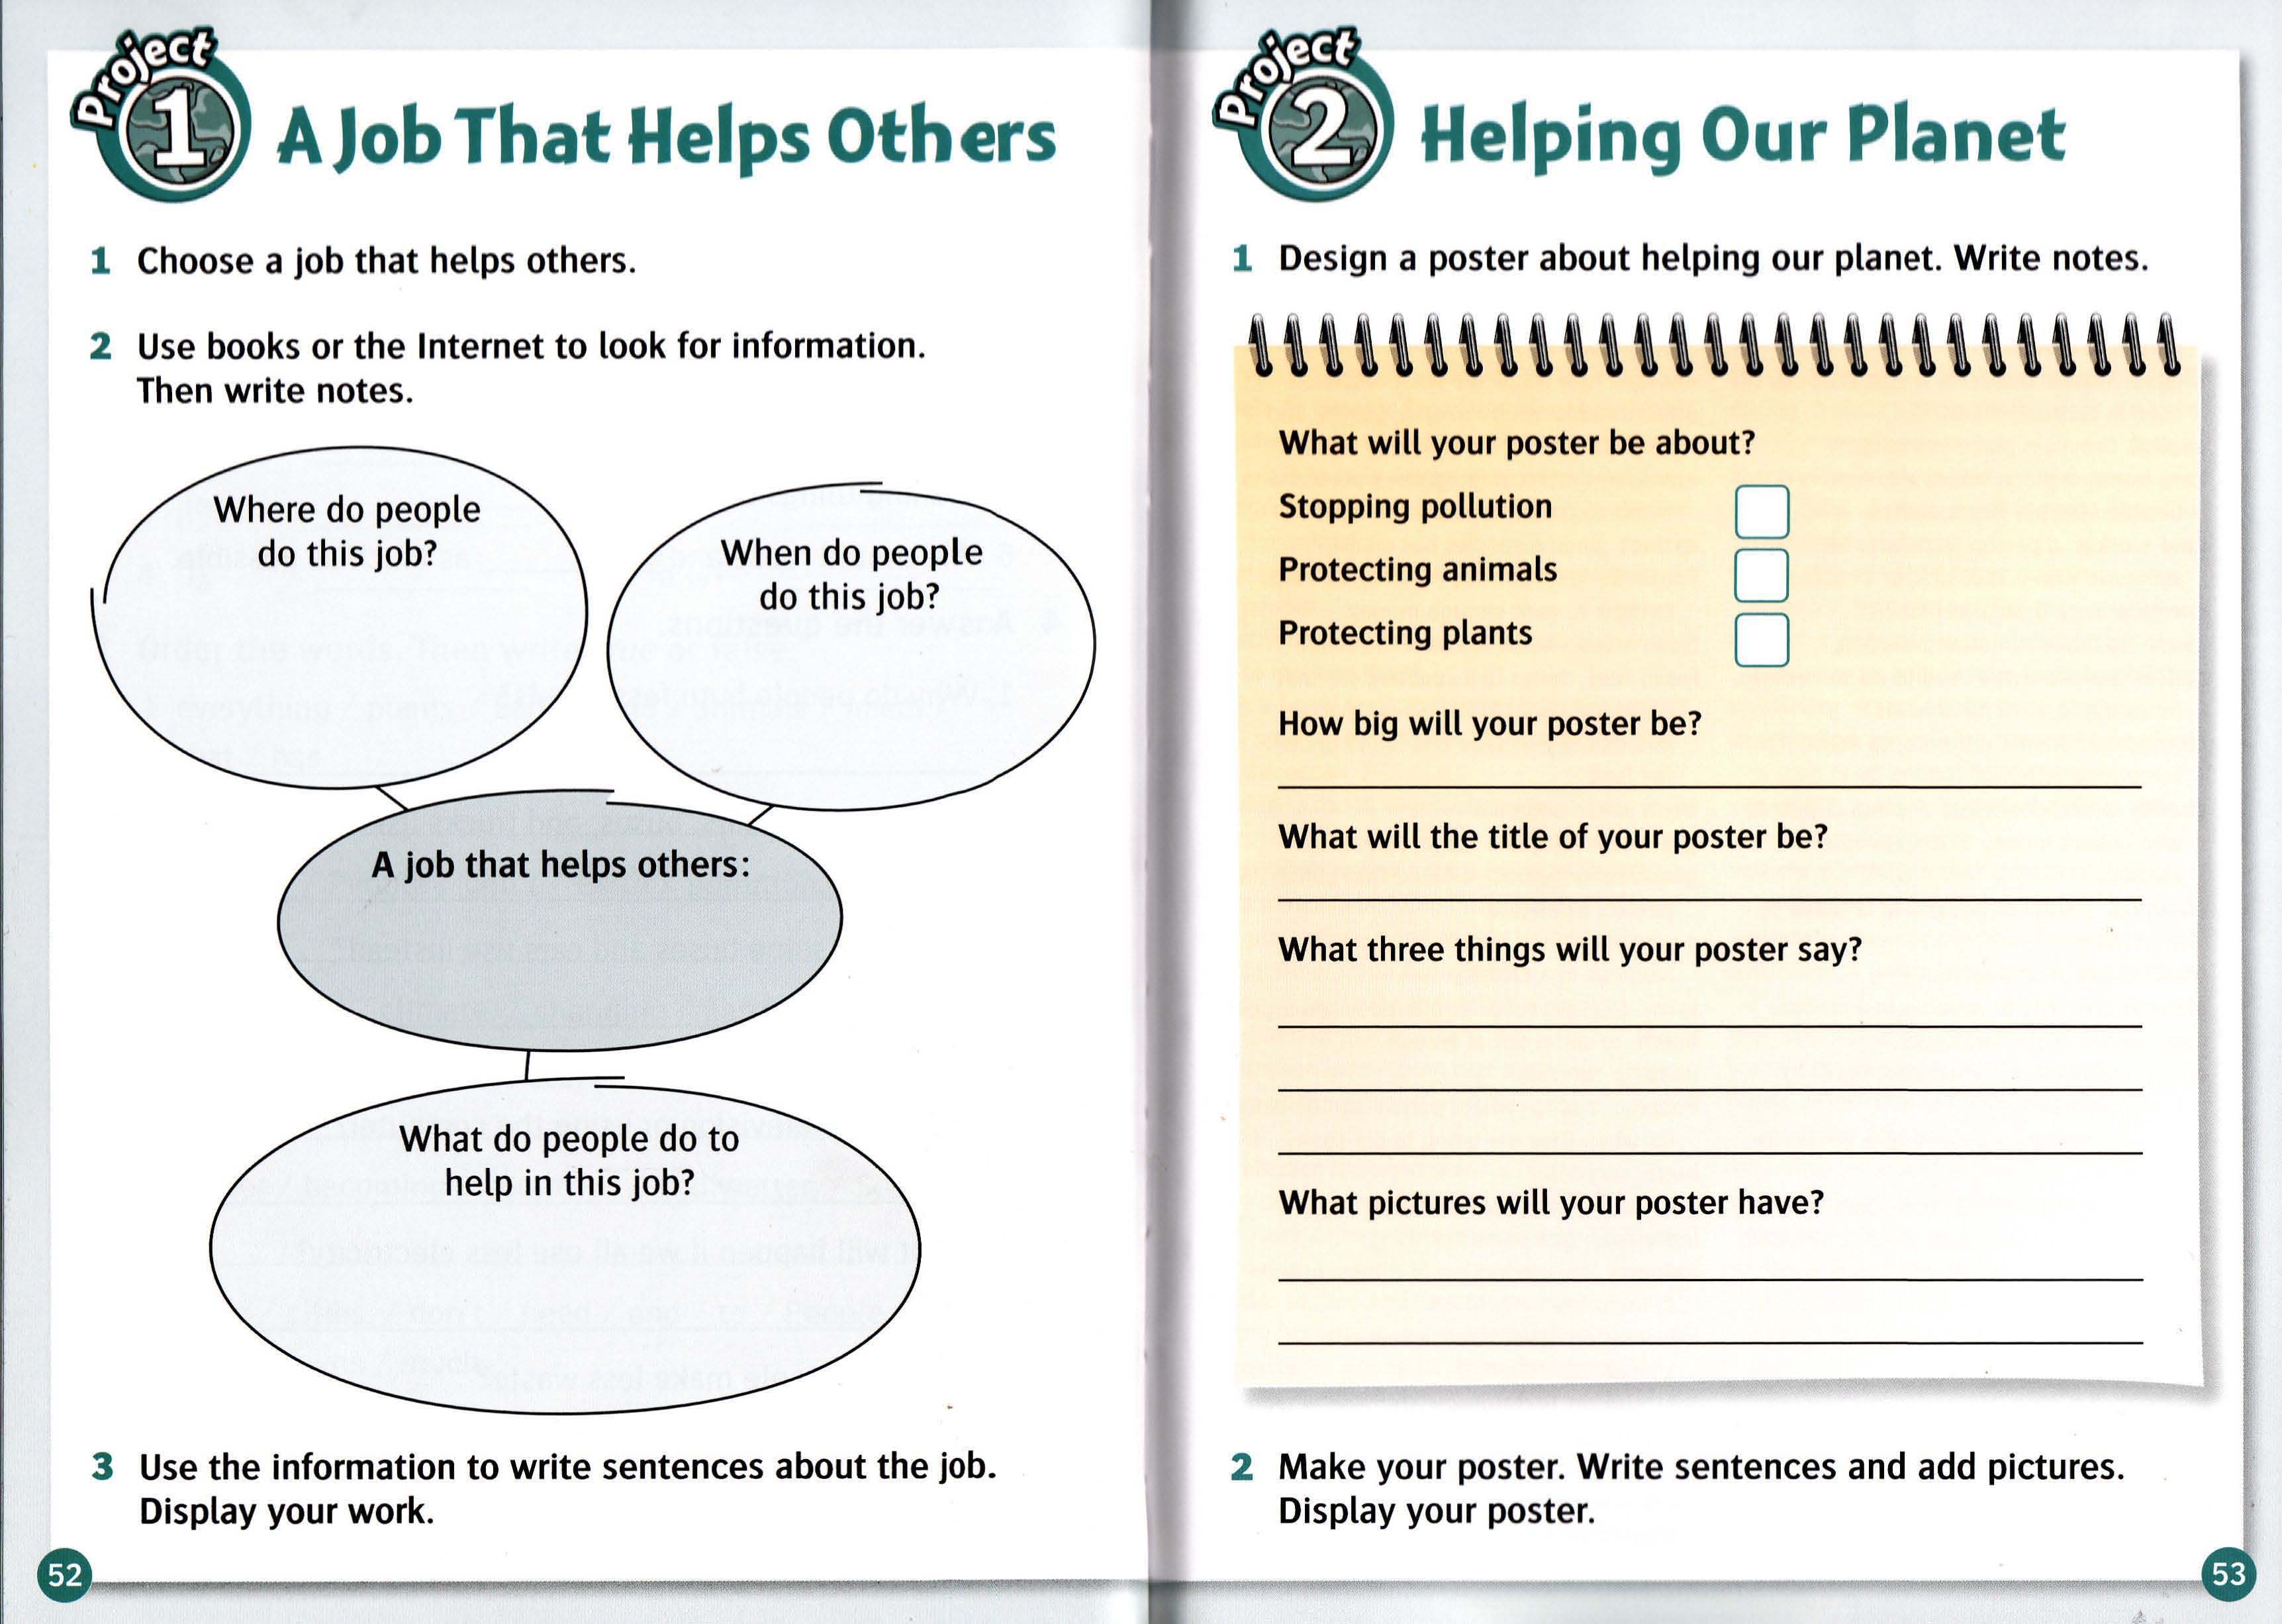 Project
1
A Job That Helps Others
1 Choose a job that helps others.
2 Use books or the Internet to look for information.
Then write notes.
Where do people
do this job?
When do people
do this job?
A job that helps others:
What do people do to
help in this job?
3 Use the information to write sentences about the job.
Display your work.
52
Project
2
Helping Our Planet
1 Design a poster about helping our planet. Write notes.
What will your poster be about?
Stopping pollution
Protecting animals
Protecting plants
How big will your poster be?
What will the title of your poster be?
What three things will your poster say?
What pictures will your poster have?
2 Make your poster. Write sentences and add pictures.
Display your poster.
53